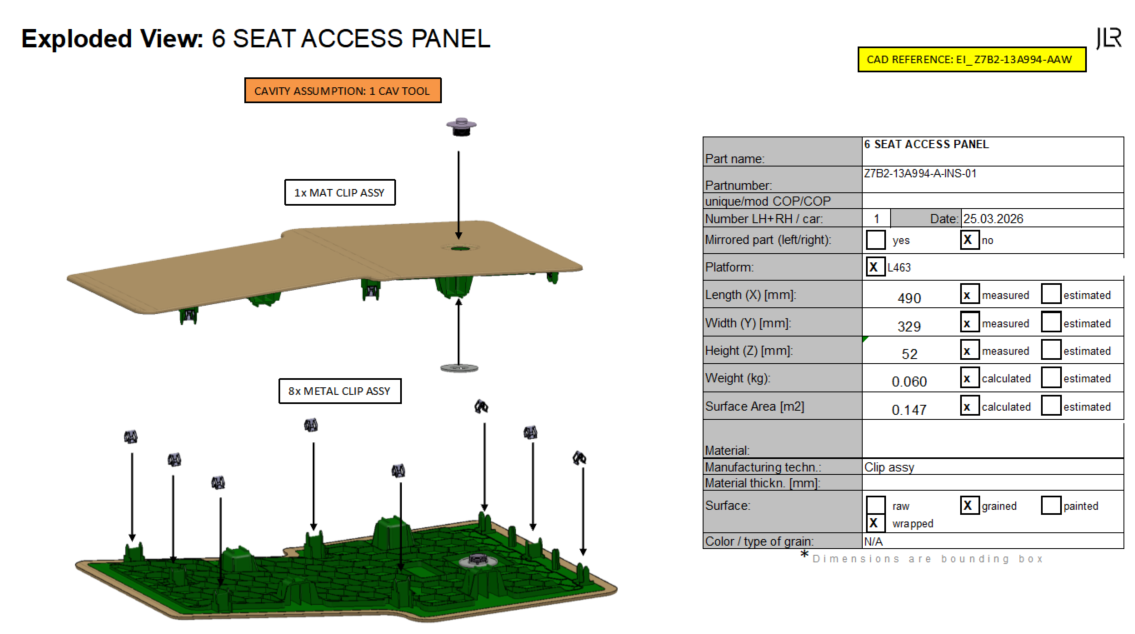 Exploded View: 6 SEAT ACCESS PANEL
JLR
CAD REFERENCE: EI_Z7B2-13A994-AAW
CAVITY ASSUMPTION: 1 CAV TOOL
1x MAT CLIP ASSY
8x METAL CLIP ASSY
Part name: 6 SEAT ACCESS PANEL
Partnumber: Z7B2-13A994-A-INS-01
unique/mod COP/COP
Number LH+RH / car: 1 Date: 25.03.2026
Mirrored part (left/right): yes X no
Platform: X L463
Length (X) [mm]: 490 x measured estimated
Width (Y) [mm]: 329 x measured estimated
Height (Z) [mm]: 52 x measured estimated
Weight (kg): 0.060 x calculated estimated
Surface Area [m2] 0.147 x calculated estimated
Material:
Manufacturing techn.: Clip assy
Material thickn. [mm]:
Surface: raw X grained painted
X wrapped
Color / type of grain: N/A
* Dimensions are bounding box